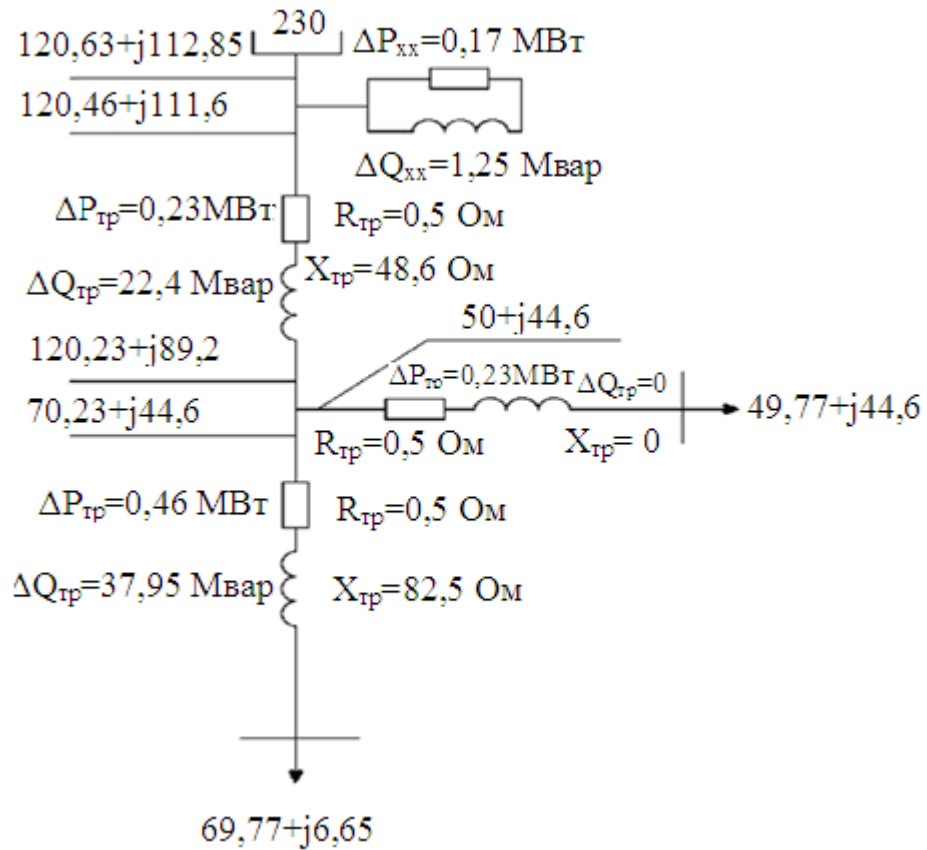 230
120,63+j112,85
ΔPхх=0,17 МВт
120,46+j111,6
ΔQхх=1,25 Мвар
ΔPтр=0,23МВт
Rтр=0,5 Ом
Xтр=48,6 Ом
ΔQтр=22,4 Мвар
50+j44,6
120,23+j89,2
ΔPтр=0,23МВт
ΔQтр=0
49,77+j44,6
70,23+j44,6
Rтр=0,5 Ом
Xтр= 0
ΔPтр=0,46 МВт
Rтр=0,5 Ом
ΔQтр=37,95 Мвар
Xтр=82,5 Ом
69,77+j6,65